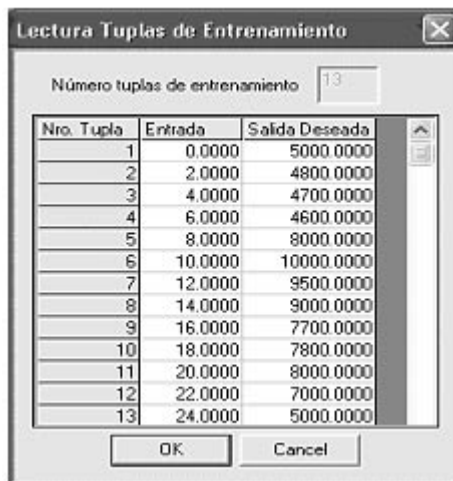 Lectura Tuplas de Entrenamiento
Número tuplas de entrenamiento 13
Nro. Tupla Entrada Salida Deseada
1 0.0000 5000.0000
2 2.0000 4800.0000
3 4.0000 4700.0000
4 6.0000 4600.0000
5 8.0000 8000.0000
6 10.0000 10000.0000
7 12.0000 9500.0000
8 14.0000 9000.0000
9 16.0000 7700.0000
10 18.0000 7800.0000
11 20.0000 8000.0000
12 22.0000 7000.0000
13 24.0000 5000.0000
OK Cancel